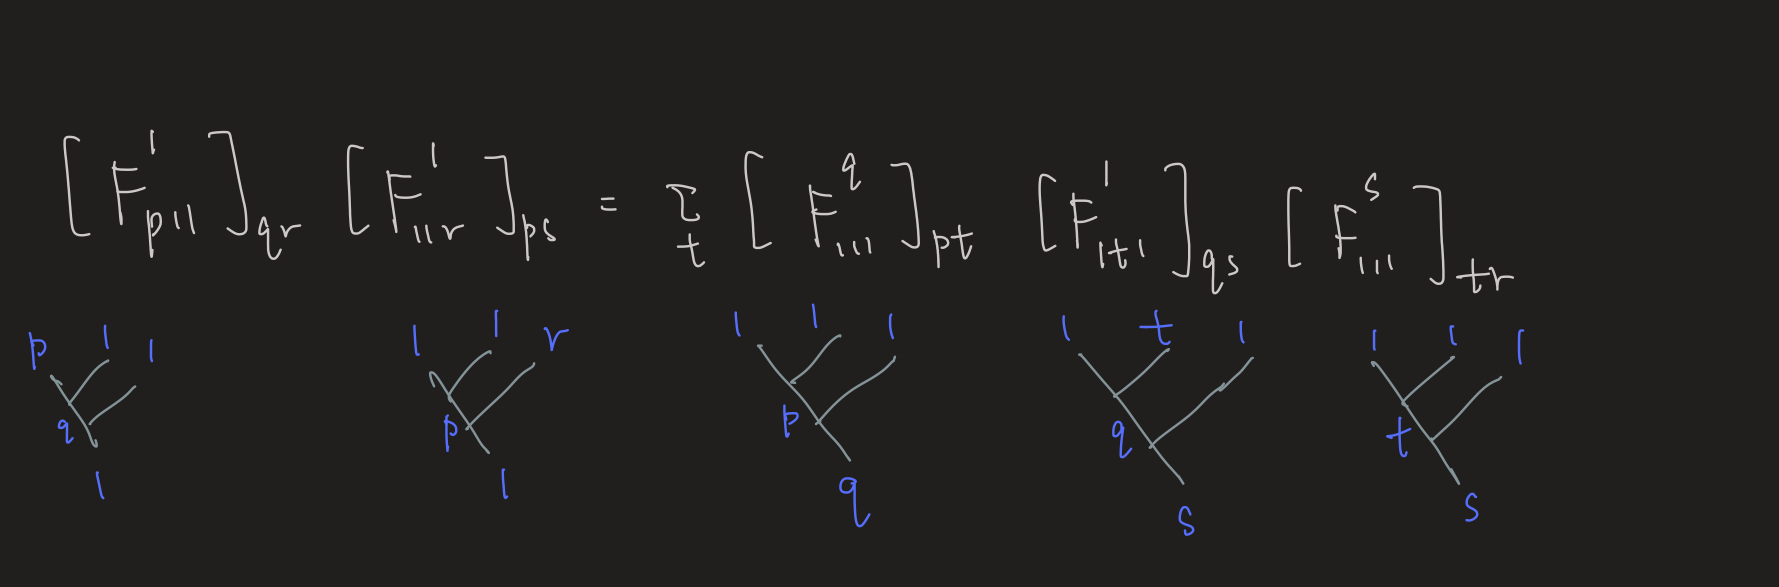 [F^1_{p11}]_{qr} [F^1_{11r}]_{ps} = Σ_t [F^q_{111}]_{pt} [F^1_{1t1}]_{qs} [F^s_{111}]_{tr}
p 1 1 1 1 r 1 1 1 1 t 1 1 1 1
q p p q t
1 1 q s s